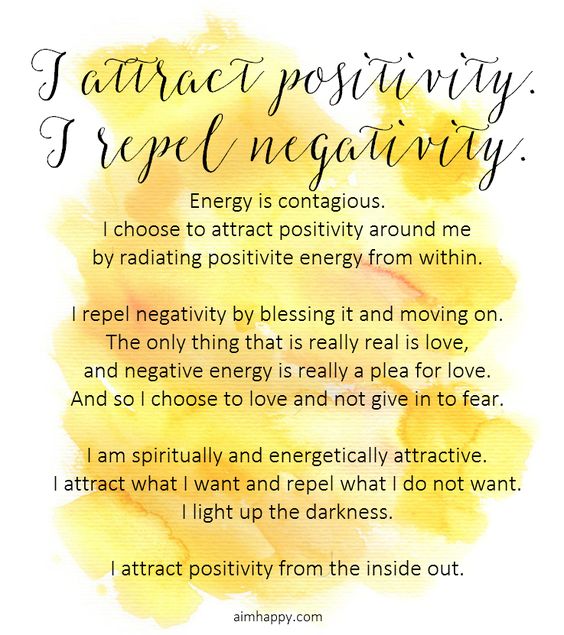 I attract positivity.
I repel negativity.
Energy is contagious.
I choose to attract positivity around me
by radiating positivite energy from within.
I repel negativity by blessing it and moving on.
The only thing that is really real is love,
and negative energy is really a plea for love.
And so I choose to love and not give in to fear.
I am spiritually and energetically attractive.
I attract what I want and repel what I do not want.
I light up the darkness.
I attract positivity from the inside out.
aimhappy.com